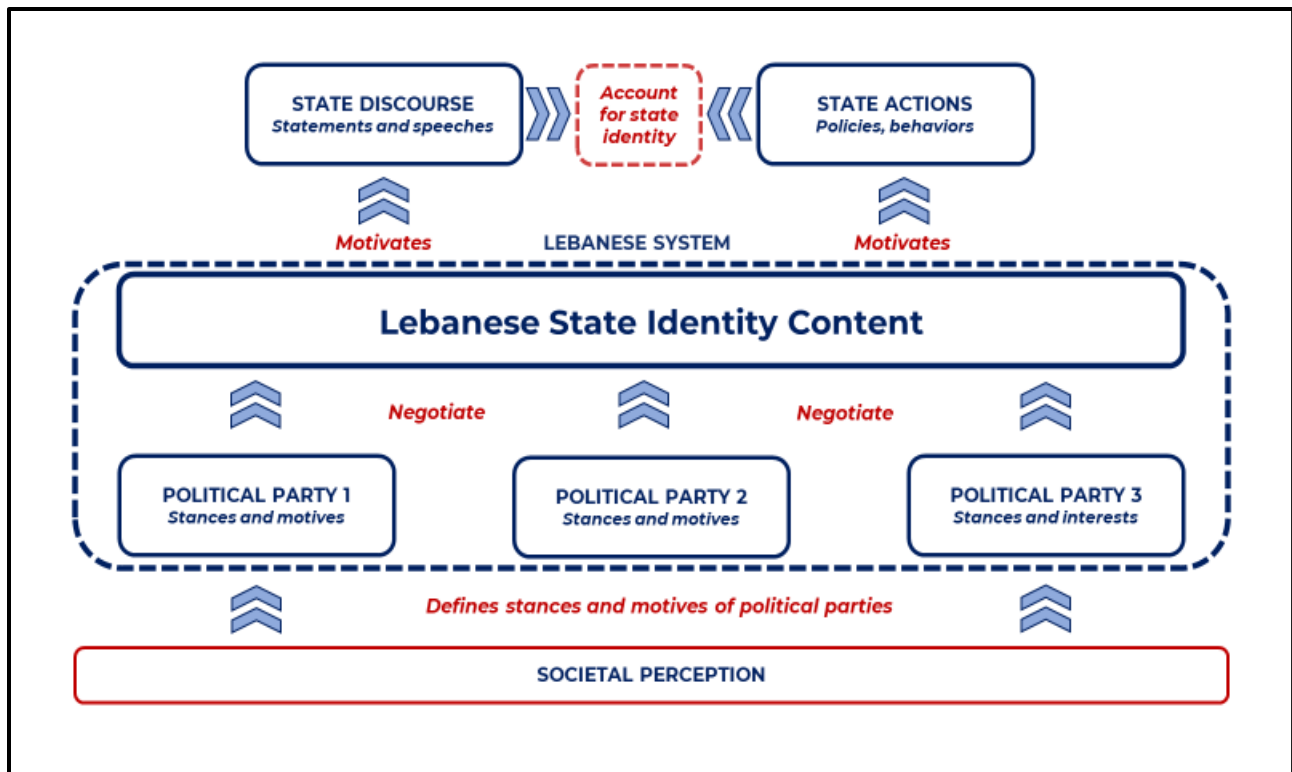 STATE DISCOURSE
Statements and speeches
Account
for state
identity
STATE ACTIONS
Policies, behaviors
Motivates
LEBANESE SYSTEM
Motivates
Lebanese State Identity Content
Negotiate
Negotiate
POLITICAL PARTY 1
Stances and motives
POLITICAL PARTY 2
Stances and motives
POLITICAL PARTY 3
Stances and interests
Defines stances and motives of political parties
SOCIETAL PERCEPTION